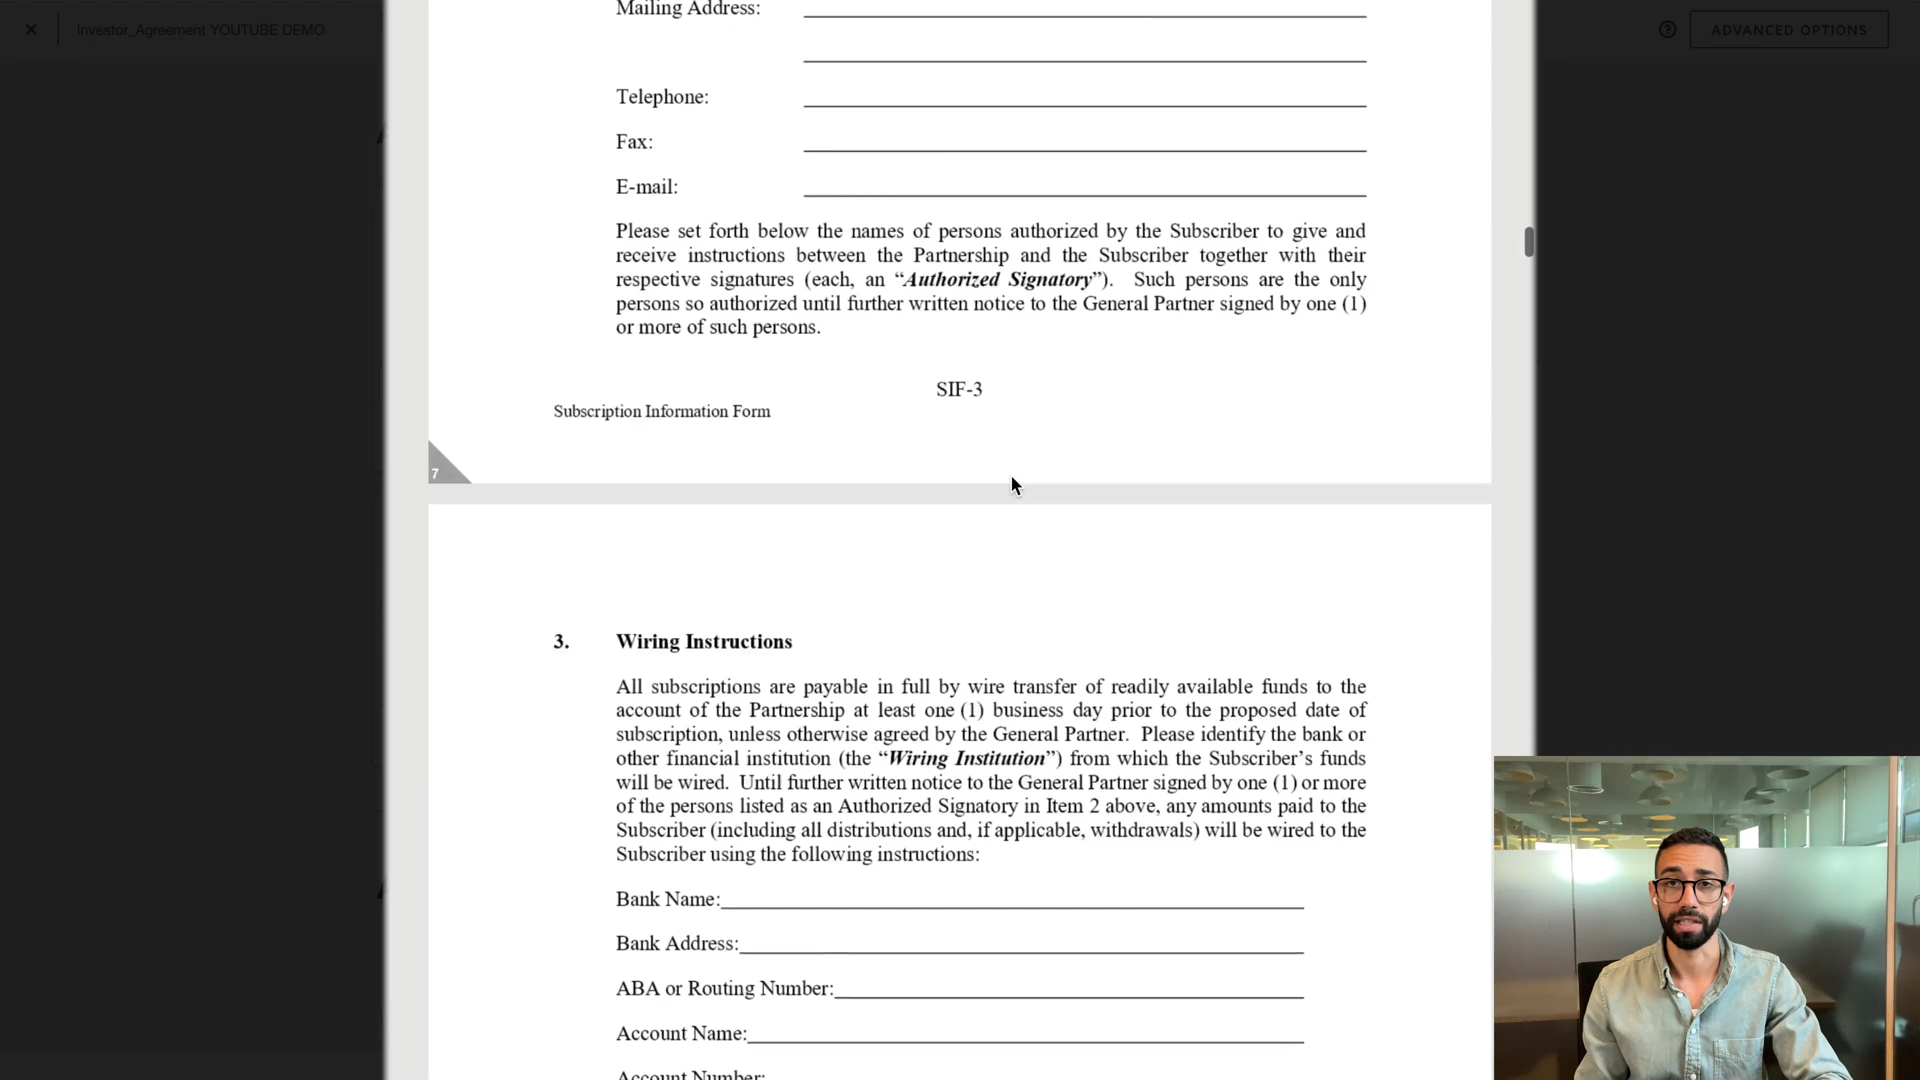 Investor_Agreement YOUTUBE DEMO
ADVANCED OPTIONS
Mailing Address:
Telephone:
Fax:
E-mail:
Please set forth below the names of persons authorized by the Subscriber to give and
receive instructions between the Partnership and the Subscriber together with their
respective signatures (each, an “Authorized Signatory”). Such persons are the only
persons so authorized until further written notice to the General Partner signed by one (1)
or more of such persons.
SIF-3
Subscription Information Form
7
3. Wiring Instructions
All subscriptions are payable in full by wire transfer of readily available funds to the
account of the Partnership at least one (1) business day prior to the proposed date of
subscription, unless otherwise agreed by the General Partner. Please identify the bank or
other financial institution (the “Wiring Institution”) from which the Subscriber’s funds
will be wired. Until further written notice to the General Partner signed by one (1) or more
of the persons listed as an Authorized Signatory in Item 2 above, any amounts paid to the
Subscriber (including all distributions and, if applicable, withdrawals) will be wired to the
Subscriber using the following instructions:
Bank Name:
Bank Address:
ABA or Routing Number:
Account Name:
Account Number: